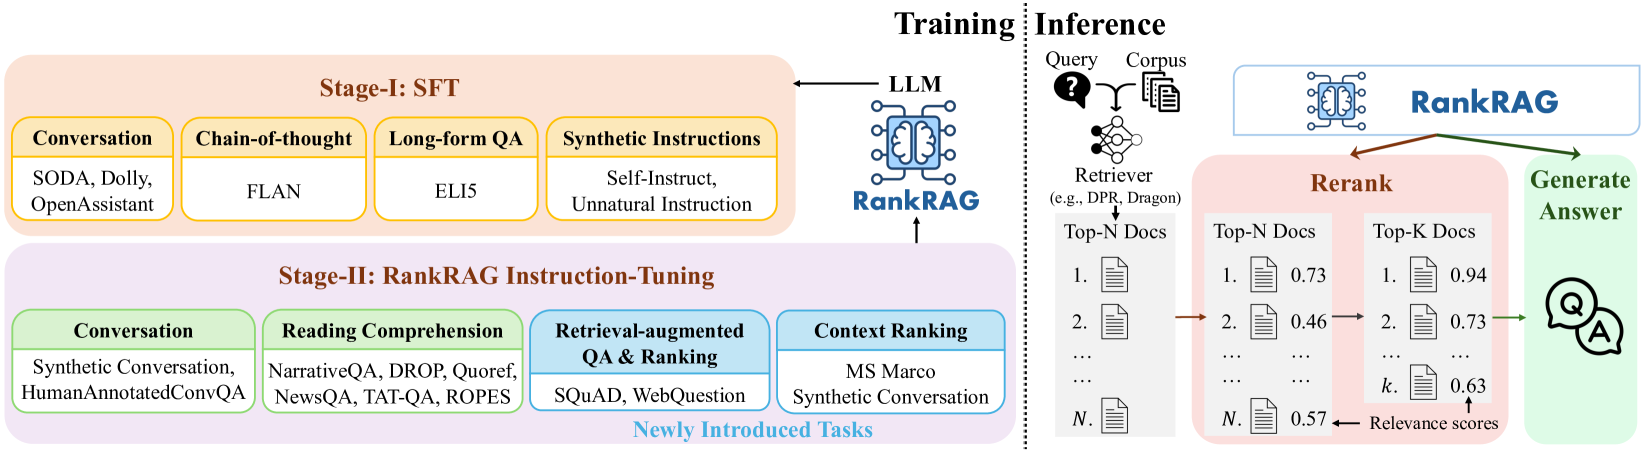 Training
Inference
Stage-I: SFT
Conversation
SODA, Dolly,
OpenAssistant
Chain-of-thought
FLAN
Long-form QA
ELI5
Synthetic Instructions
Self-Instruct,
Unnatural Instruction
LLM
RankRAG
Stage-II: RankRAG Instruction-Tuning
Conversation
Synthetic Conversation,
HumanAnnotatedConvQA
Reading Comprehension
NarrativeQA, DROP, Quoref,
NewsQA, TAT-QA, ROPES
Retrieval-augmented
QA & Ranking
SQuAD, WebQuestion
Context Ranking
MS Marco
Synthetic Conversation
Newly Introduced Tasks
Query
Corpus
?
Retriever
(e.g., DPR, Dragon)
Top-N Docs
1.
2.
...
...
N.
RankRAG
Rerank
Top-N Docs
1. 0.73
2. 0.46
... ...
... ...
N. 0.57
Top-K Docs
1. 0.94
2. 0.73
... ...
k. 0.63
Relevance scores
Generate
Answer
Q
A